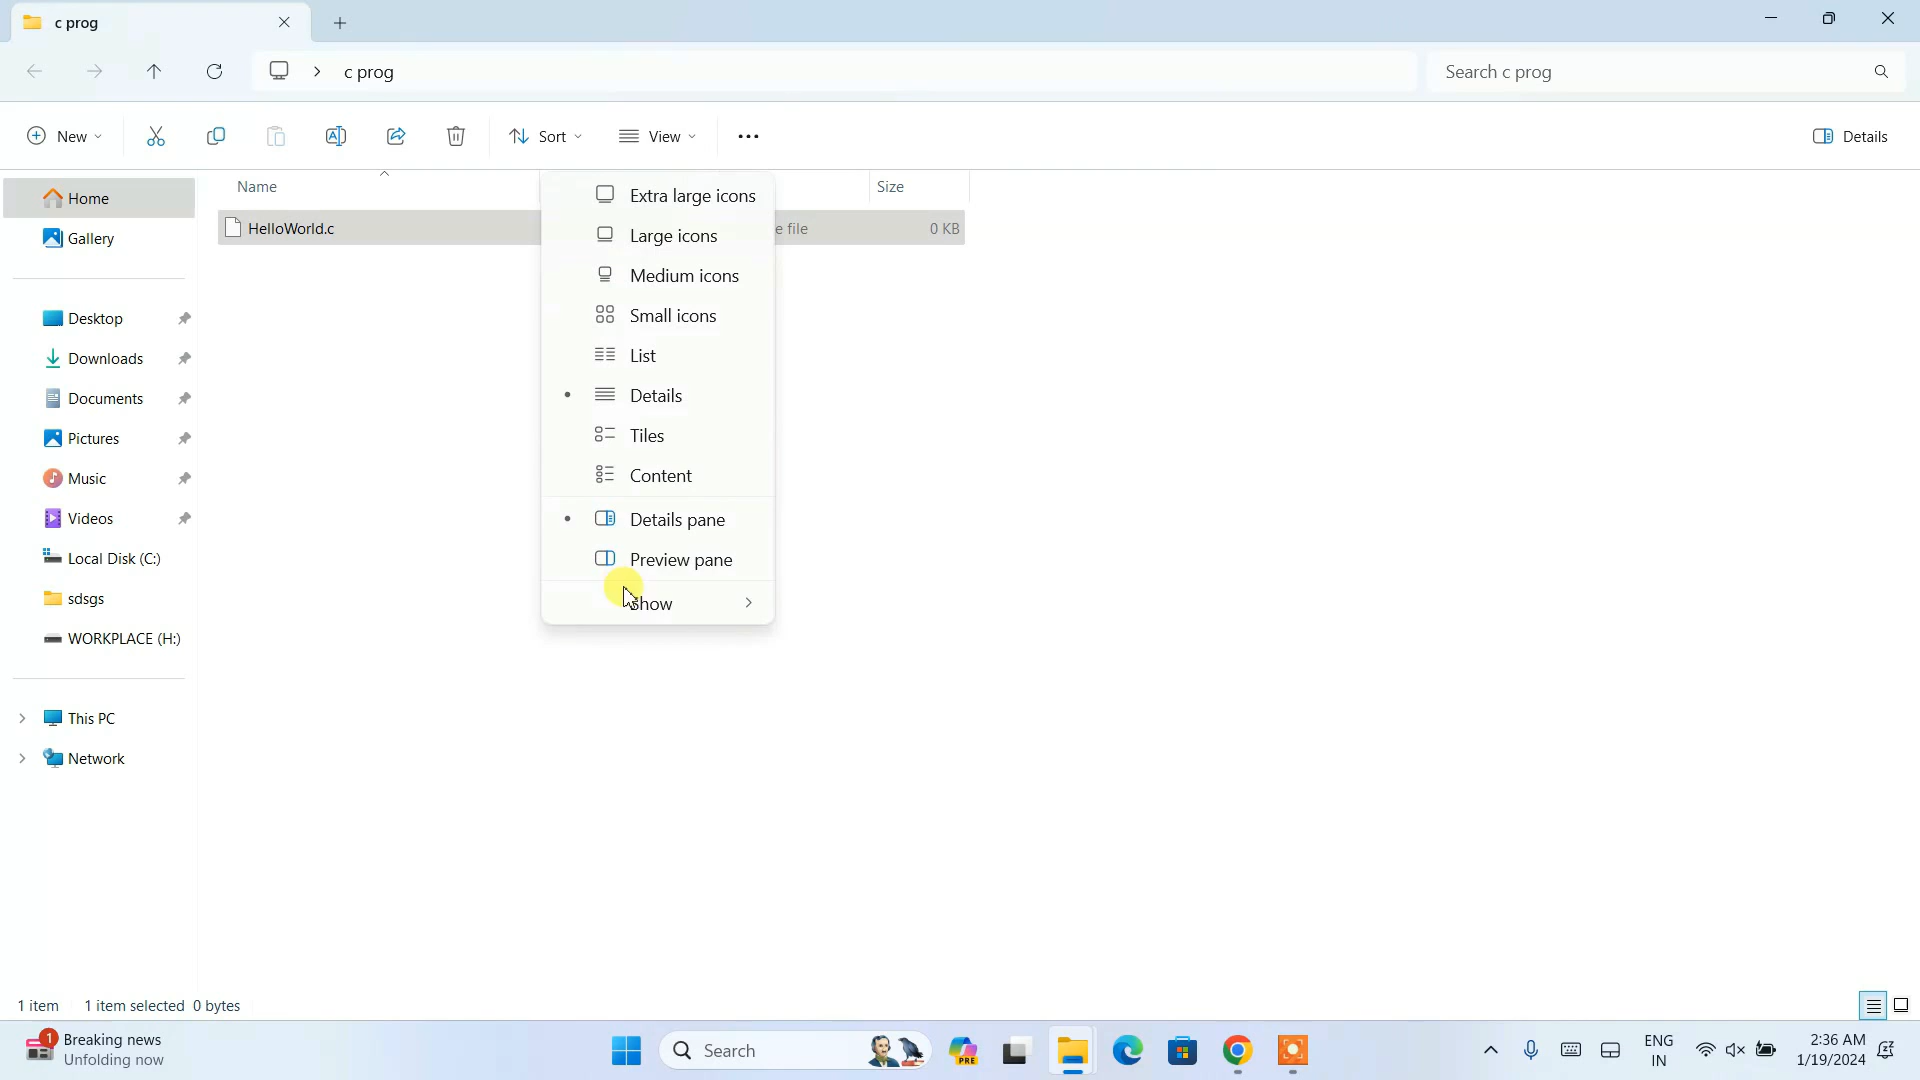 c prog
c prog
Search c prog
New
Sort
View
Details
Name
Size
HelloWorld.c
e file
0 KB
Home
Gallery
Desktop
Downloads
Documents
Pictures
Music
Videos
Local Disk (C:)
sdsgs
WORKPLACE (H:)
This PC
Network
Extra large icons
Large icons
Medium icons
Small icons
List
Details
Tiles
Content
Details pane
Preview pane
Show
1 item 1 item selected 0 bytes
1
Breaking news
Unfolding now
Search
PRE
ENG
IN
2:36 AM
1/19/2024